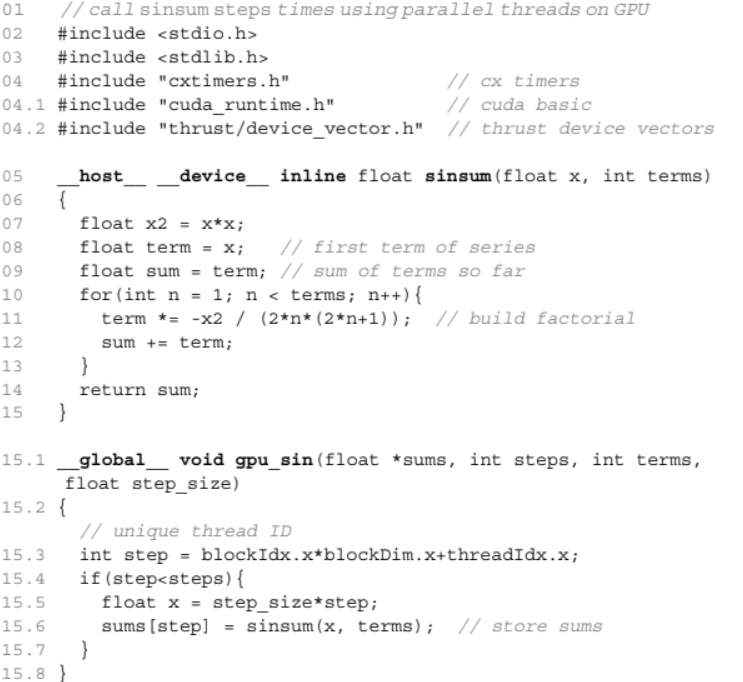 01 // call sinsum steps times using parallel threads on GPU
02 #include <stdio.h>
03 #include <stdlib.h>
04 #include "cxtimers.h" // cx timers
04.1 #include "cuda_runtime.h" // cuda basic
04.2 #include "thrust/device_vector.h" // thrust device vectors
05 __host__ __device__ inline float sinsum(float x, int terms)
06 {
07 float x2 = x*x;
08 float term = x; // first term of series
09 float sum = term; // sum of terms so far
10 for(int n = 1; n < terms; n++){
11 term *= -x2 / (2*n*(2*n+1)); // build factorial
12 sum += term;
13 }
14 return sum;
15 }
15.1 __global__ void gpu_sin(float *sums, int steps, int terms,
float step_size)
15.2 {
// unique thread ID
15.3 int step = blockIdx.x*blockDim.x+threadIdx.x;
15.4 if(step<steps){
15.5 float x = step_size*step;
15.6 sums[step] = sinsum(x, terms); // store sums
15.7 }
15.8 }